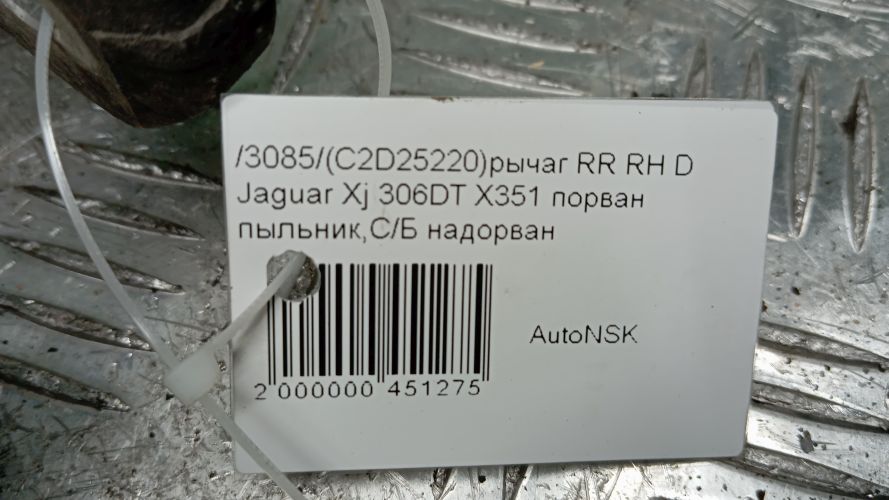 /3085/(C2D25220)рычаг RR RH D
Jaguar Xj 306DT X351 порван
пыльник,С/Б надорван
AutoNSK
2 000000 451275